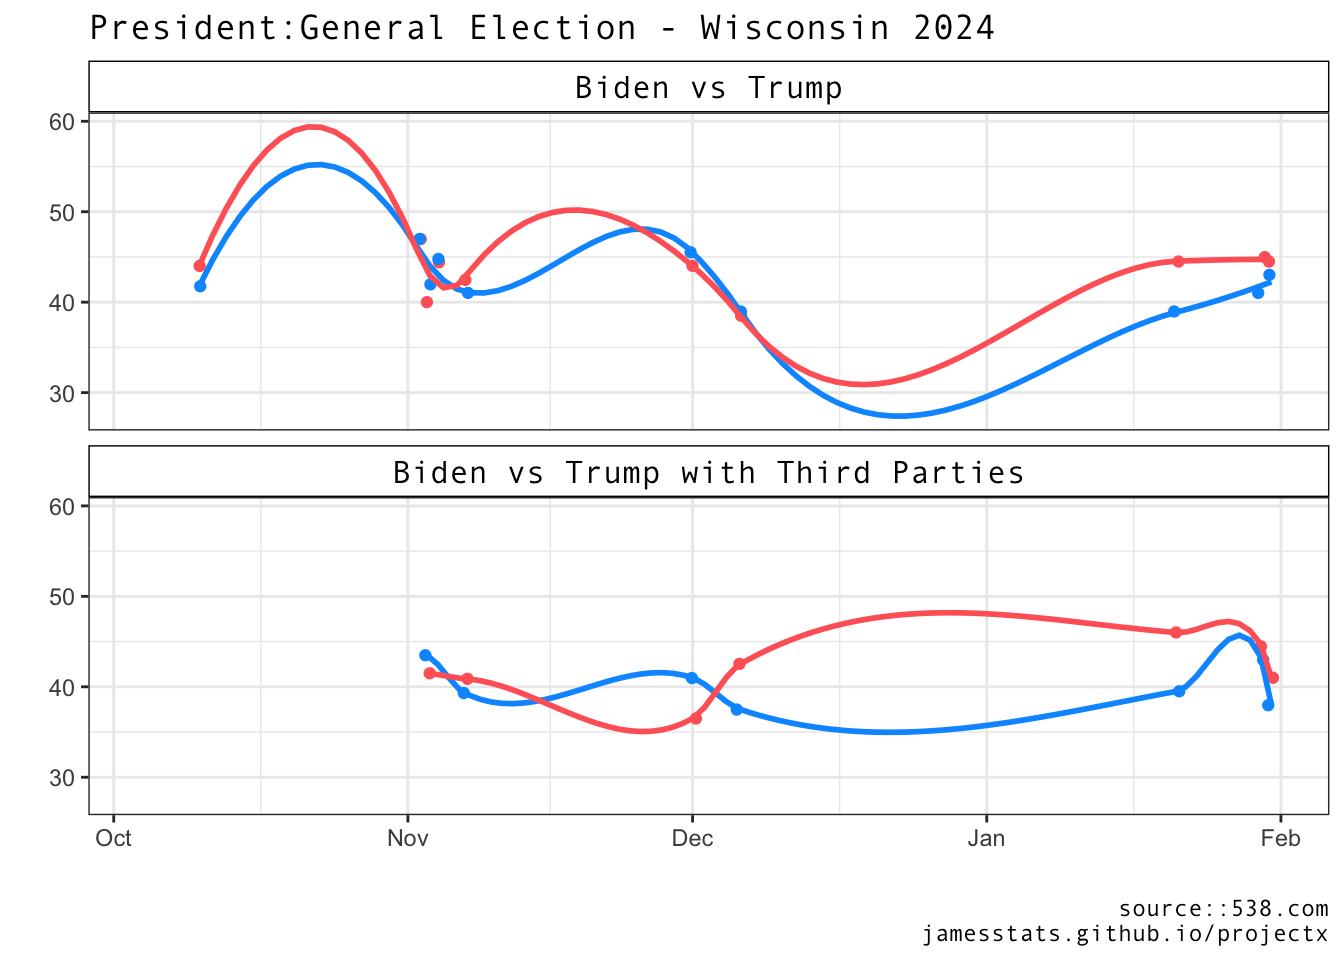 President:General Election - Wisconsin 2024
Biden vs Trump
60
50
40
30
Biden vs Trump with Third Parties
60
50
40
30
Oct Nov Dec Jan Feb
source::538.com
jamesstats.github.io/projectx